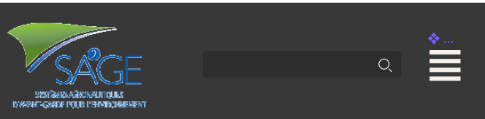 SA²GE
SYSTÈMES AÉRONAUTIQUES
D'AVANT-GARDE POUR L'ENVIRONNEMENT
...